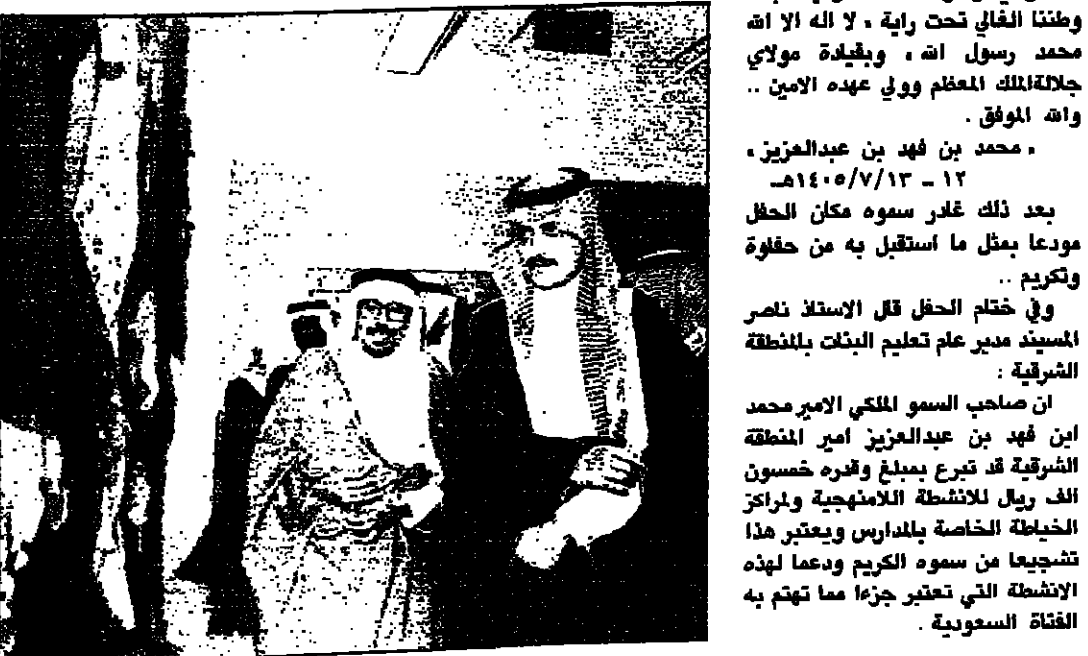 وطننا الغالي تحت راية « لا اله الا الله
محمد رسول الله » وبقيادة مولاي
جلالةالملك المعظم وولي عهده الامين ..
والله الموفق .
« محمد بن فهد بن عبدالعزيز »
١٢ ــ ١٤٠٥/٧/١٣هــ
بعد ذلك غادر سموه مكان الحفل
مودعا بمثل ما استقبل به من حفاوة
وتكريم ..
وفي ختام الحفل قال الاستاذ ناصر
المسيند مدير عام تعليم البنات بالمنطقة
الشرقية :
ان صاحب السمو الملكي الامير محمد
ابن فهد بن عبدالعزيز امير المنطقة
الشرقية قد تبرع بمبلغ وقدره خمسون
الف ريال للانشطة اللامنهجية ولمراكز
الخياطة الخاصة بالمدارس ويعتبر هذا
تشجيعا من سموه الكريم ودعما لهذه
الانشطة التي تعتبر جزءا مما تهتم به
الفتاة السعودية .